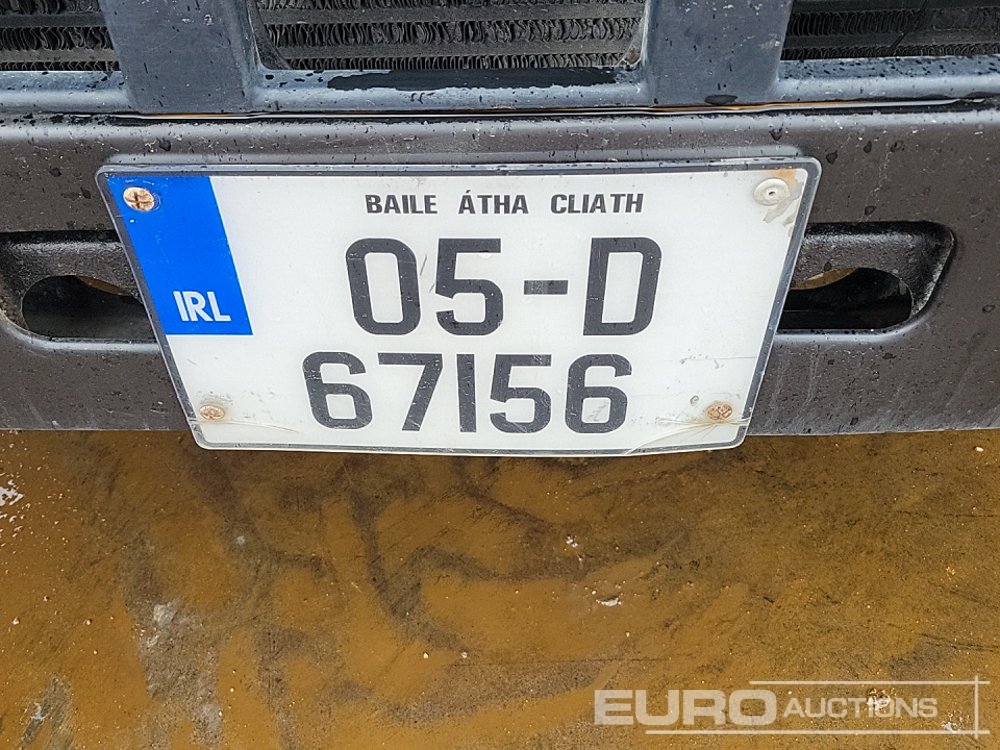 BAILE ÁTHA CLIATH
IRL
05-D
67156
EURO AUCTIONS